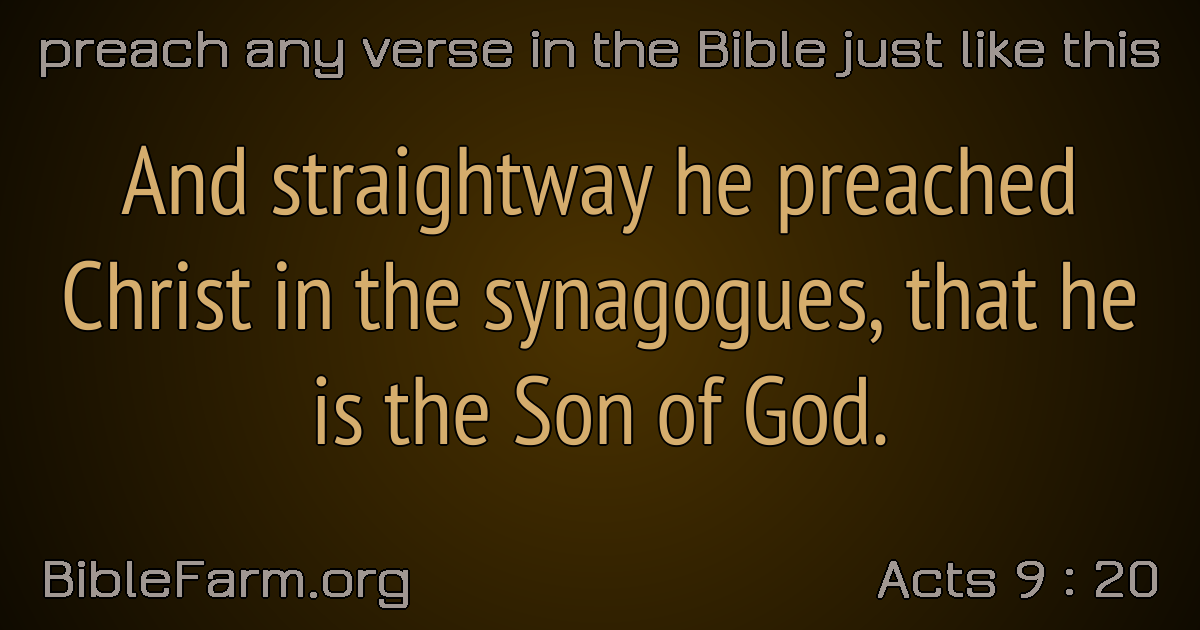 preach any verse in the Bible just like this
And straightway he preached
Christ in the synagogues, that he
is the Son of God.
BibleFarm.org
Acts 9 : 20